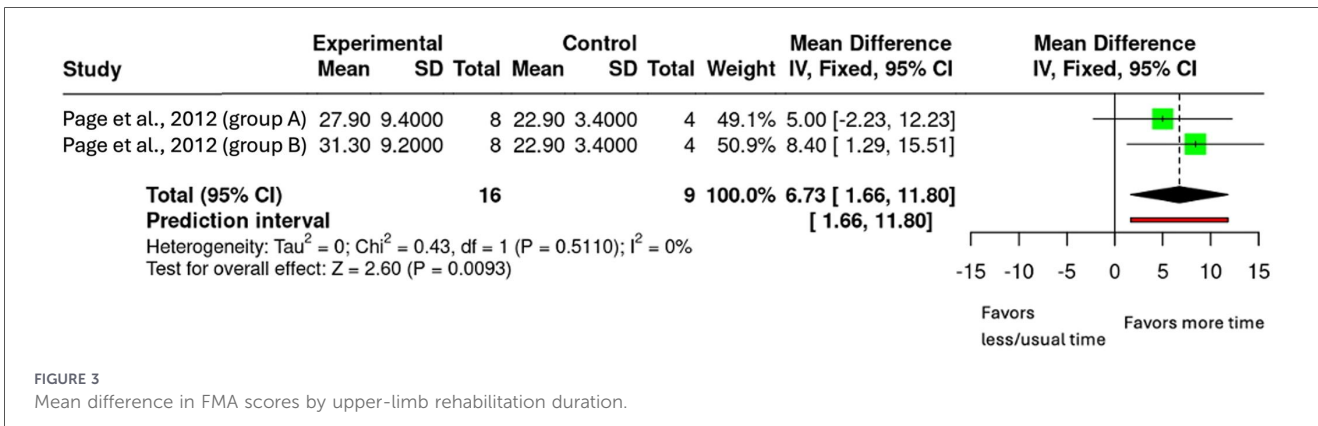 Experimental Control Mean Difference Mean Difference
Study Mean SD Total Mean SD Total Weight IV, Fixed, 95% CI IV, Fixed, 95% CI
Page et al., 2012 (group A) 27.90 9.4000 8 22.90 3.4000 4 49.1% 5.00 [-2.23, 12.23]
Page et al., 2012 (group B) 31.30 9.2000 8 22.90 3.4000 4 50.9% 8.40 [ 1.29, 15.51]
Total (95% CI) 16 9 100.0% 6.73 [ 1.66, 11.80]
Prediction interval [ 1.66, 11.80]
Heterogeneity: Tau² = 0; Chi² = 0.43, df = 1 (P = 0.5110); I² = 0%
Test for overall effect: Z = 2.60 (P = 0.0093)
-15 -10 -5 0 5 10 15
Favors
less/usual time
Favors more time
FIGURE 3
Mean difference in FMA scores by upper-limb rehabilitation duration.